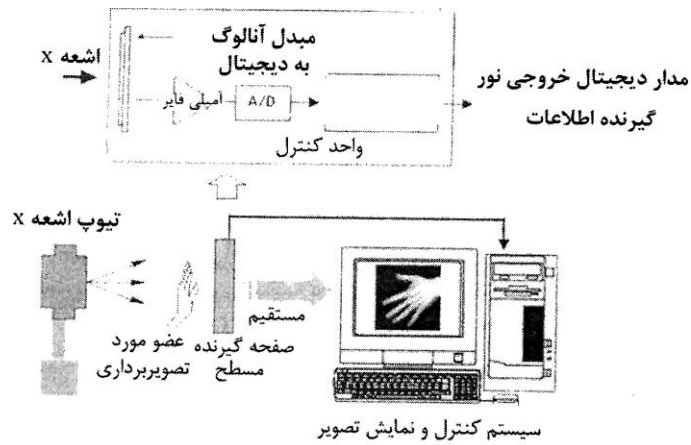 اشعه X
مبدل آنالوگ
به دیجیتال
آمپلی فایر
A/D
مدار دیجیتال خروجی نور
گیرنده اطلاعات
واحد کنترل
تیوپ اشعه X
مستقیم
عضو مورد
تصویربرداری
صفحه گیرنده
مسطح
سیستم کنترل و نمایش تصویر